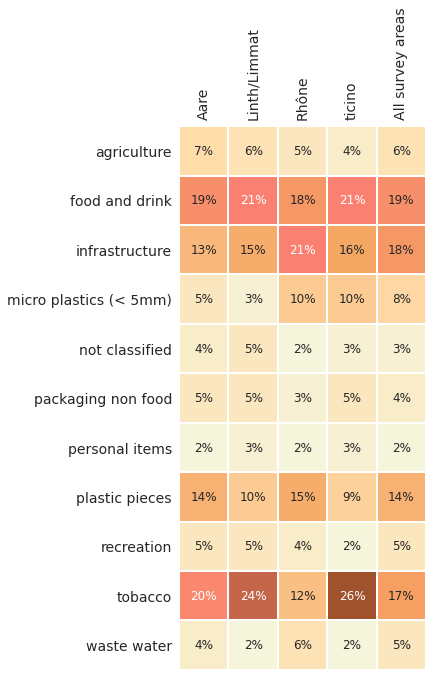 Aare Linth/Limmat Rhône ticino All survey areas
agriculture 7% 6% 5% 4% 6%
food and drink 19% 21% 18% 21% 19%
infrastructure 13% 15% 21% 16% 18%
micro plastics (< 5mm) 5% 3% 10% 10% 8%
not classified 4% 5% 2% 3% 3%
packaging non food 5% 5% 3% 5% 4%
personal items 2% 3% 2% 3% 2%
plastic pieces 14% 10% 15% 9% 14%
recreation 5% 5% 4% 2% 5%
tobacco 20% 24% 12% 26% 17%
waste water 4% 2% 6% 2% 5%